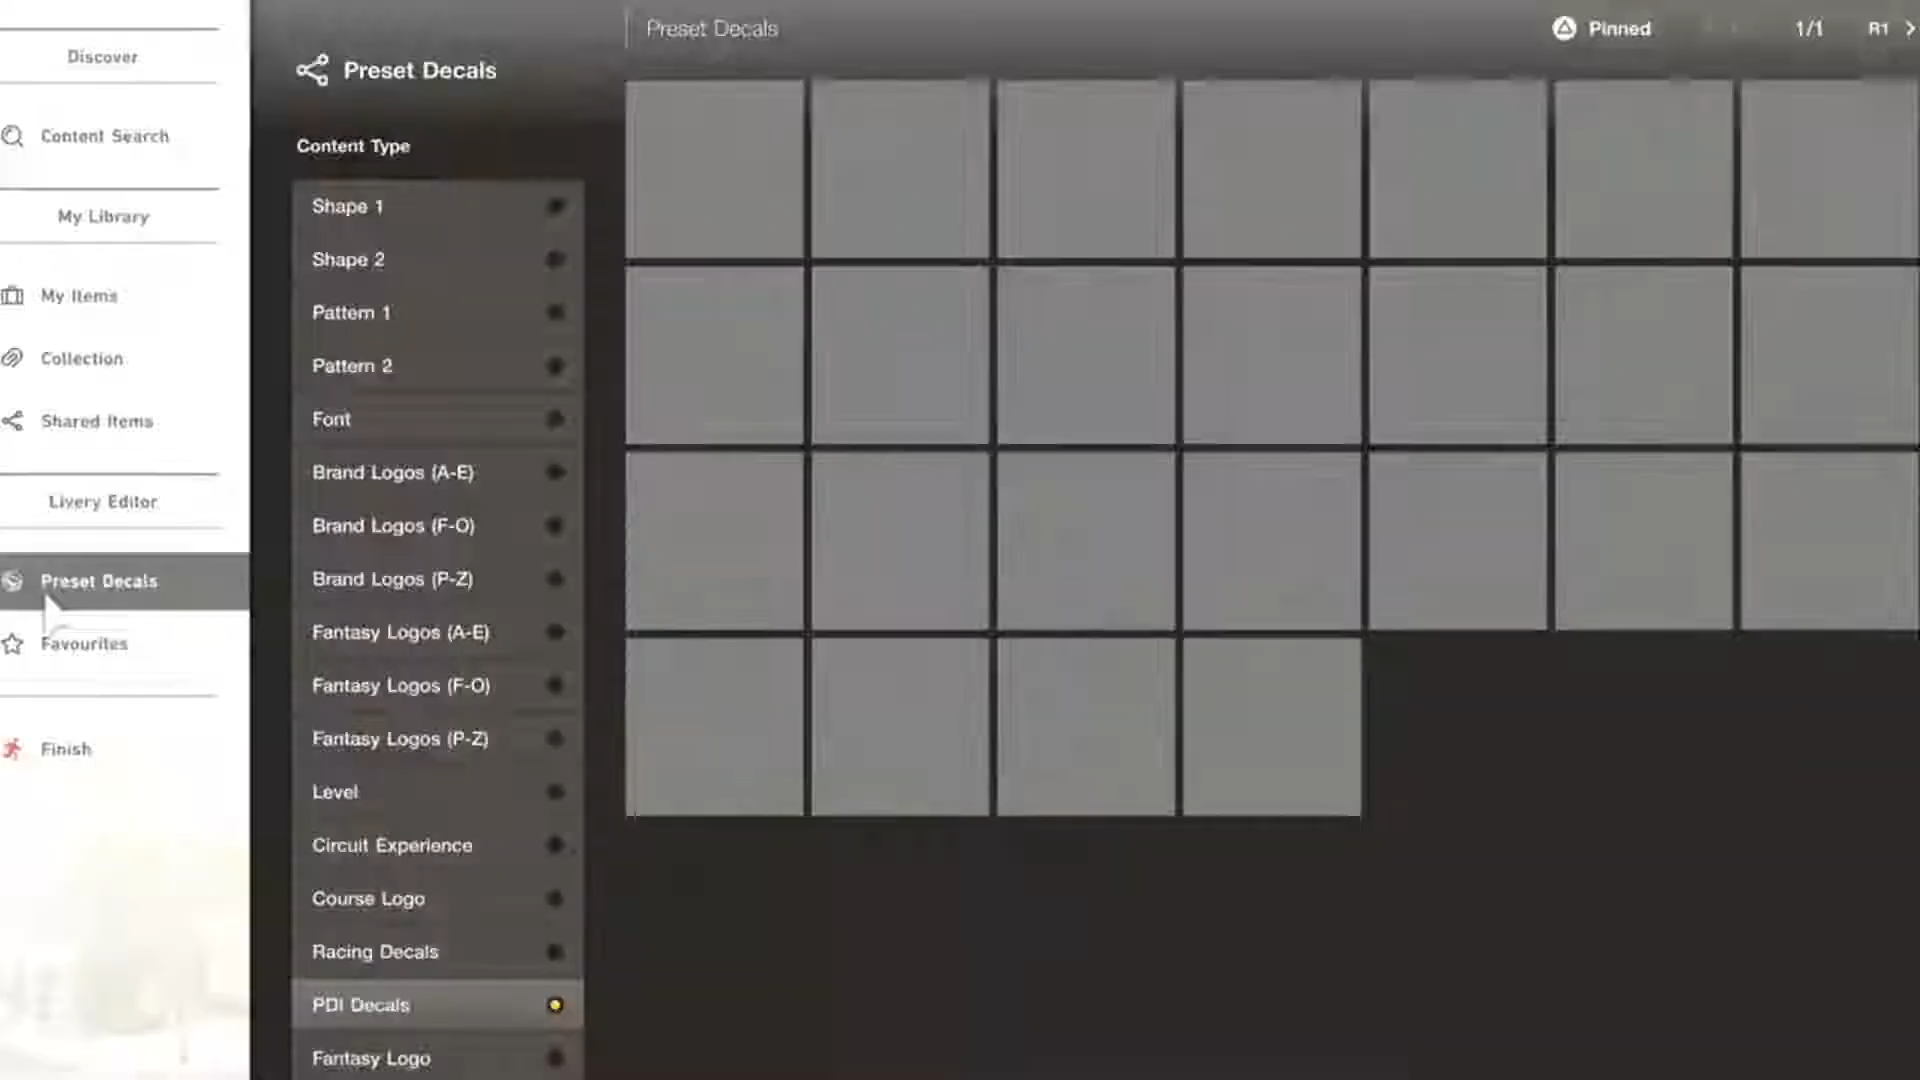 Discover
Content Search
My Library
My Items
Collection
Shared Items
Livery Editor
Preset Decals
Favourites
Finish
Preset Decals
Content Type
Shape 1
Shape 2
Pattern 1
Pattern 2
Font
Brand Logos (A-E)
Brand Logos (F-O)
Brand Logos (P-Z)
Fantasy Logos (A-E)
Fantasy Logos (F-O)
Fantasy Logos (P-Z)
Level
Circuit Experience
Course Logo
Racing Decals
PDI Decals
Fantasy Logo
Preset Decals
Pinned
1/1
R1